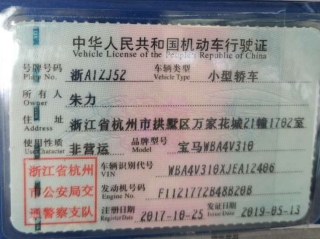 中华人民共和国机动车行驶证
Vehicle License of the People's Republic of China
号牌号码 Plate No. 浙A1ZJ52 车辆类型 Vehicle Type 小型轿车
所有人 Owner 朱力
住址 Address 浙江省杭州市拱墅区万家花城21幢1702室
使用性质 Use Character 非营运 品牌型号 Model 宝马WBA4V310
浙江省杭州市公安局交通警察支队
车辆识别代号 VIN WBA4V310XJEA12406
发动机号码 Engine No. F1121772B488208
注册日期 Register Date 2017-10-25 发证日期 Issue Date 2019-05-13